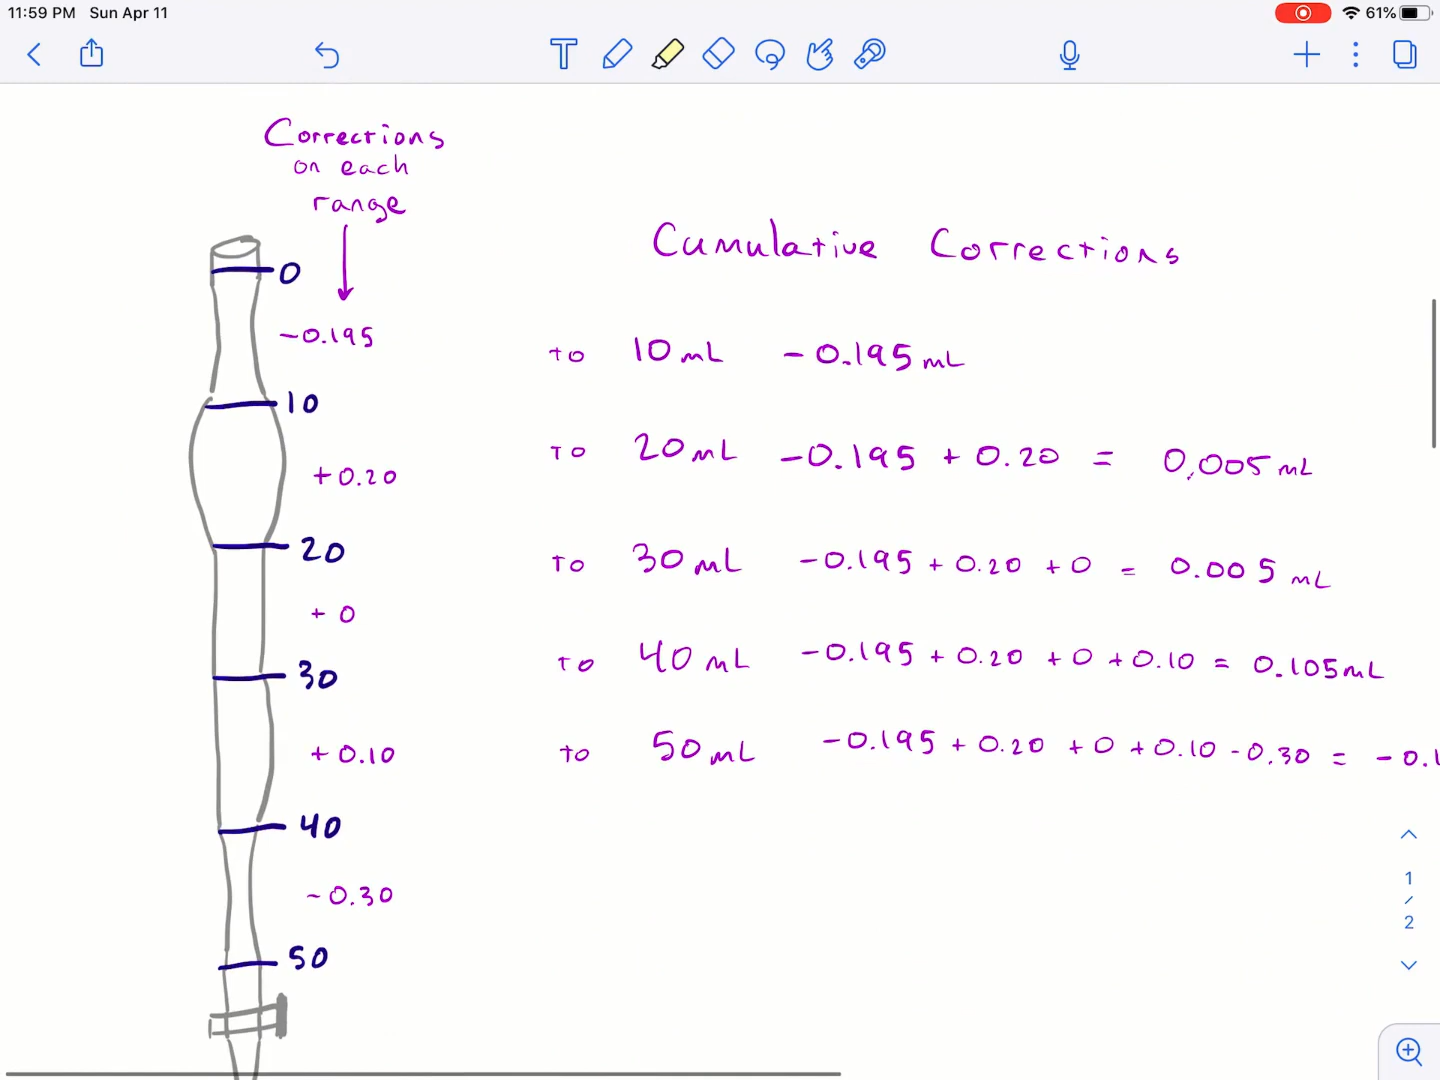 11:59 PM Sun Apr 11
61%
Corrections
on each
range
Cumulative Corrections
0
-0.195
to 10 mL -0.195 mL
10
+0.20
to 20 mL -0.195 + 0.20 = 0.005 mL
20
+ 0
to 30 mL -0.195 + 0.20 + 0 = 0.005 mL
30
+0.10
to 40 mL -0.195 + 0.20 + 0 + 0.10 = 0.105 mL
to 50 mL -0.195 + 0.20 + 0 + 0.10 - 0.30 = -0.1
40
-0.30
50
1
/
2